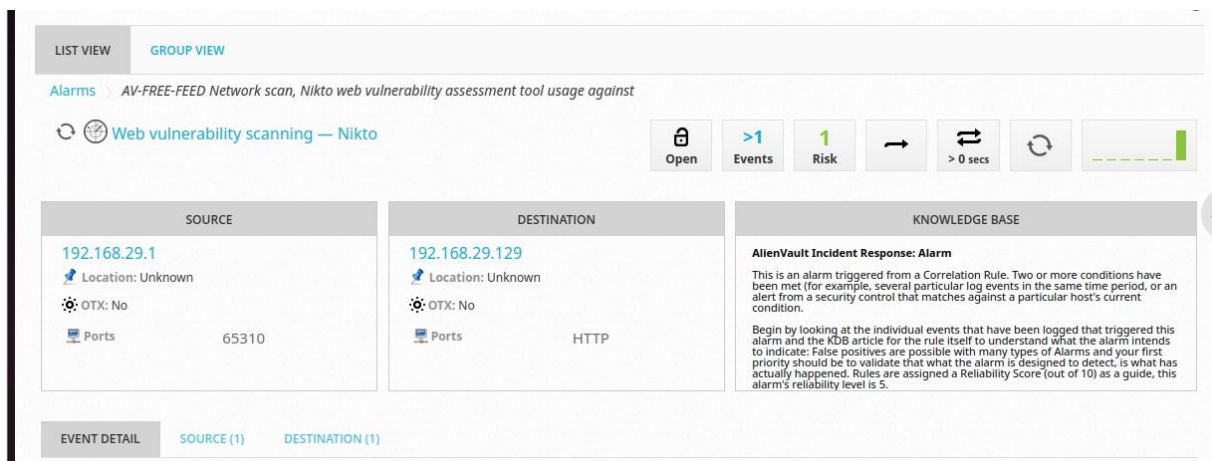 LIST VIEW GROUP VIEW
Alarms AV-FREE-FEED Network scan, Nikto web vulnerability assessment tool usage against
Web vulnerability scanning — Nikto
Open
>1
Events
1
Risk
> 0 secs
SOURCE
192.168.29.1
Location: Unknown
OTX: No
Ports 65310
DESTINATION
192.168.29.129
Location: Unknown
OTX: No
Ports HTTP
KNOWLEDGE BASE
AlienVault Incident Response: Alarm
This is an alarm triggered from a Correlation Rule. Two or more conditions have
been met (for example, several particular log events in the same time period, or an
alert from a security control that matches against a particular host's current
condition.
Begin by looking at the individual events that have been logged that triggered this
alarm and the KDB article for the rule itself to understand what the alarm intends
to indicate: False positives are possible with many types of Alarms and your first
priority should be to validate that what the alarm is designed to detect, is what has
actually happened. Rules are assigned a Reliability Score (out of 10) as a guide, this
alarm's reliability level is 5.
EVENT DETAIL SOURCE (1) DESTINATION (1)